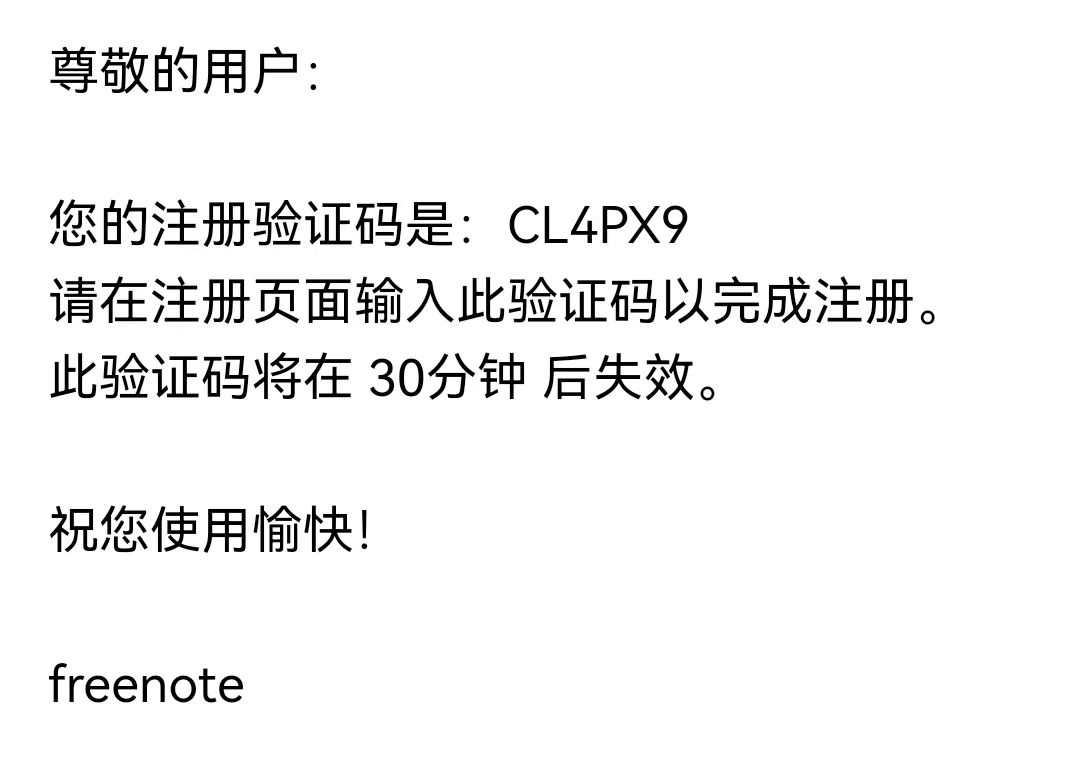 尊敬的用户：
您的注册验证码是：CL4PX9
请在注册页面输入此验证码以完成注册。
此验证码将在 30分钟 后失效。
祝您使用愉快！
freenote